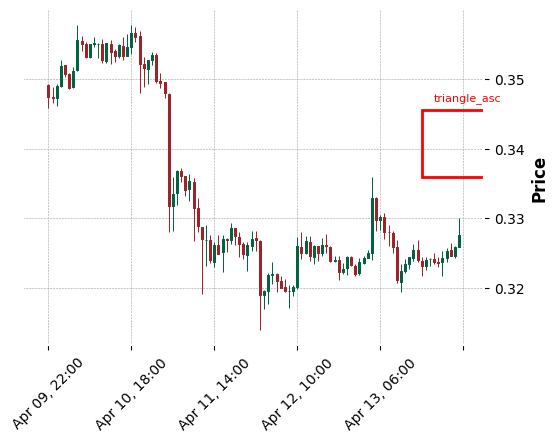 triangle_asc
0.35
0.34
0.33
0.32
Price
Apr 09, 22:00
Apr 10, 18:00
Apr 11, 14:00
Apr 12, 10:00
Apr 13, 06:00